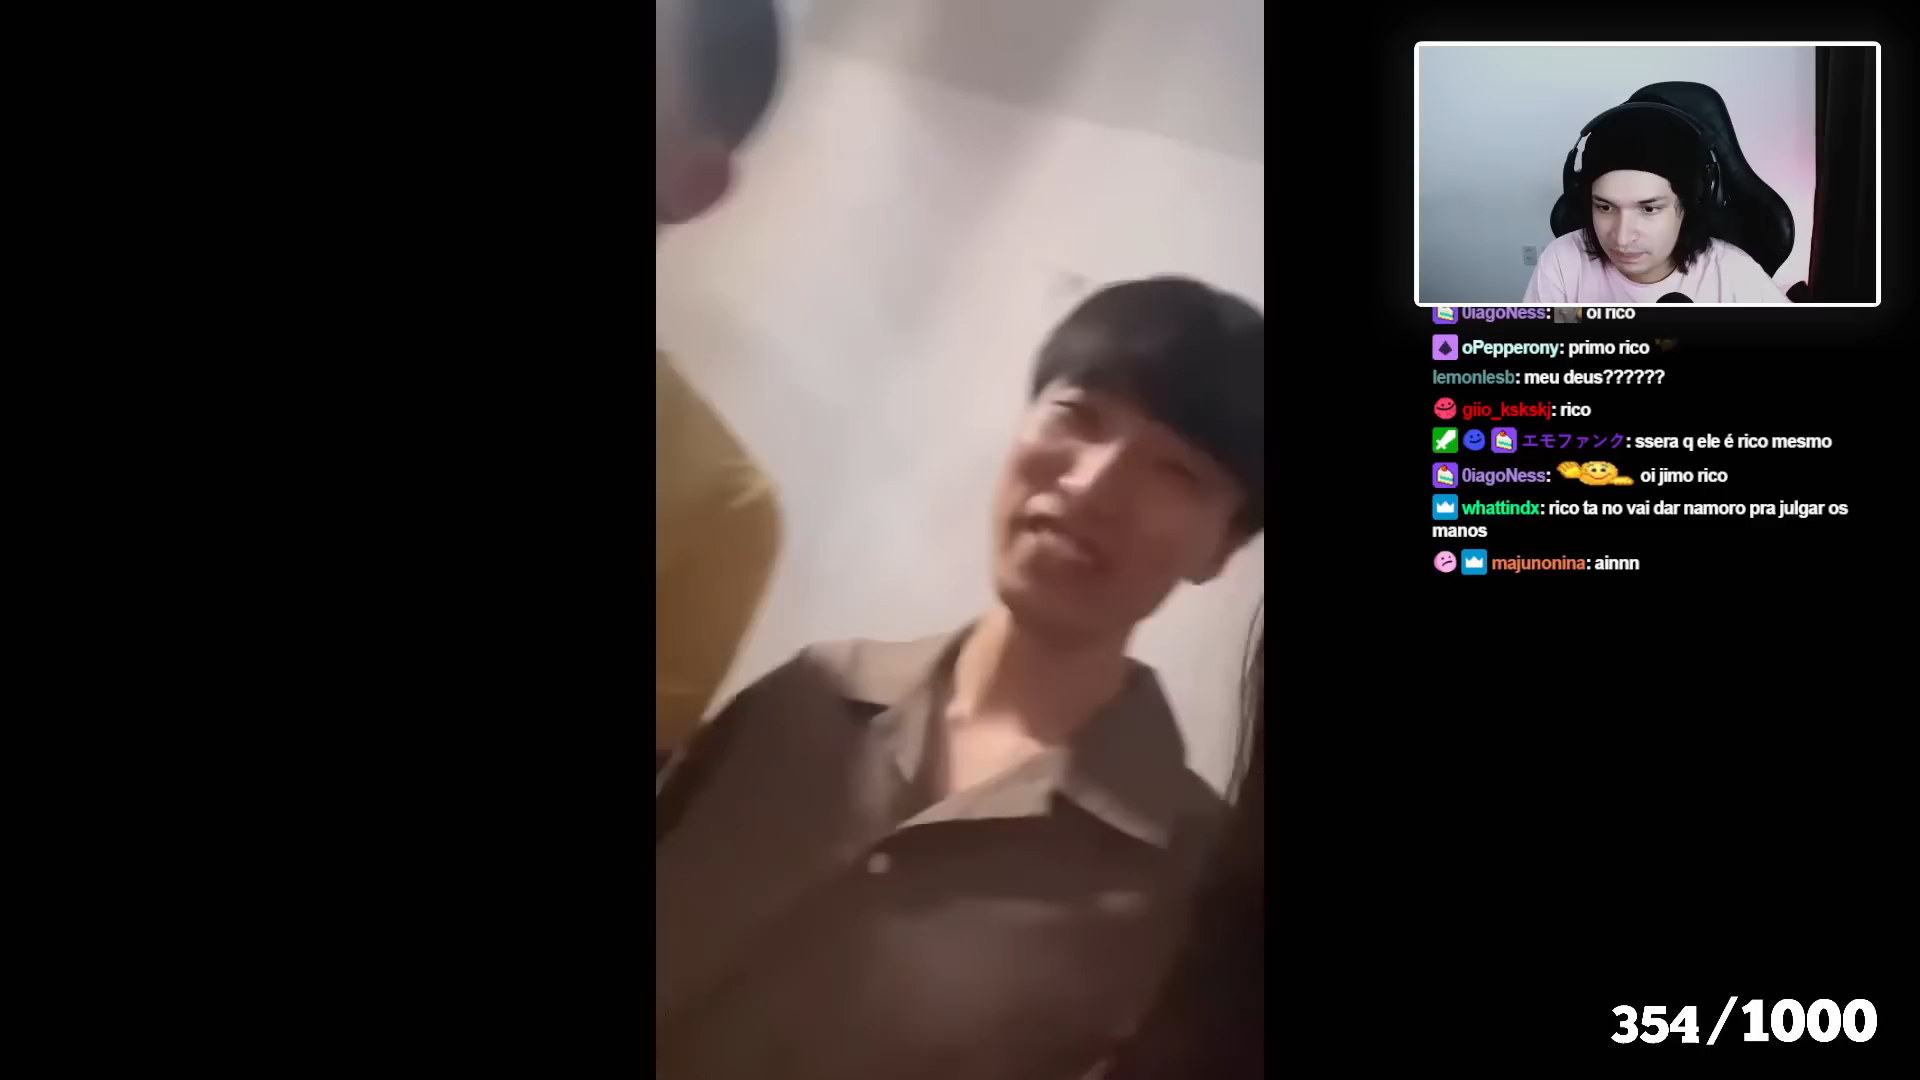 0iagoNess: oi rico
oPepperony: primo rico
lemonlesb: meu deus??????
giio_kskskj: rico
エモファンク: ssera q ele é rico mesmo
0iagoNess: oi jimo rico
whattindx: rico ta no vai dar namoro pra julgar os
manos
majunonina: ainnn
354/1000